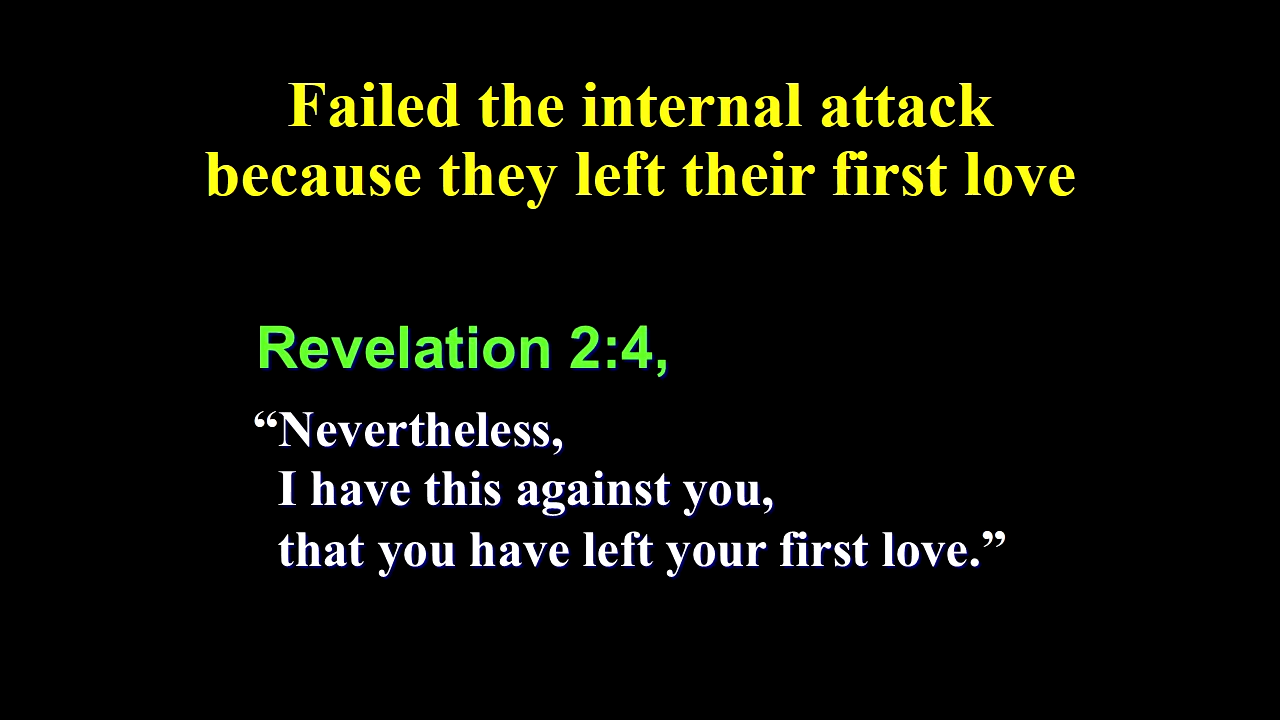 Failed the internal attack
because they left their first love
Revelation 2:4,
“Nevertheless,
I have this against you,
that you have left your first love.”